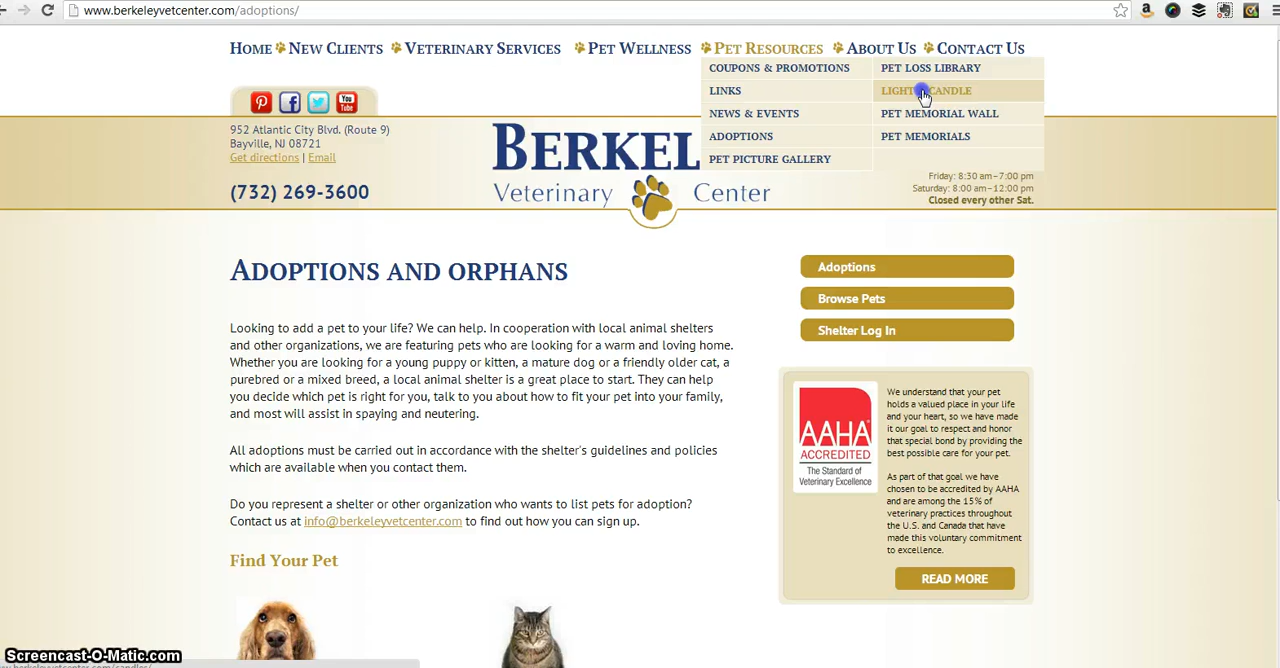 www.berkeleyvetcenter.com/adoptions/
Home New Clients Veterinary Services Pet Wellness Pet Resources About Us Contact Us
COUPONS & PROMOTIONS
LINKS
NEWS & EVENTS
ADOPTIONS
PET PICTURE GALLERY
PET LOSS LIBRARY
CANDLE
PET MEMORIAL WALL
PET MEMORIALS
952 Atlantic City Blvd. (Route 9)
Bayville, NJ 08721
Get directions | Email
(732) 269-3600
BERKEL
Veterinary Center
Friday: 8:30 am–7:00 pm
Saturday: 8:00 am–12:00 pm
Closed every other Sat.
Adoptions and orphans
Looking to add a pet to your life? We can help. In cooperation with local animal shelters
and other organizations, we are featuring pets who are looking for a warm and loving home.
Whether you are looking for a young puppy or kitten, a mature dog or a friendly older cat, a
purebred or a mixed breed, a local animal shelter is a great place to start. They can help
you decide which pet is right for you, talk to you about how to fit your pet into your family,
and most will assist in spaying and neutering.
All adoptions must be carried out in accordance with the shelter's guidelines and policies
which are available when you contact them.
Do you represent a shelter or other organization who wants to list pets for adoption?
Contact us at info@berkeleyvetcenter.com to find out how you can sign up.
Find Your Pet
Adoptions
Browse Pets
Shelter Log In
AAHA
ACCREDITED
The Standard of
Veterinary Excellence
We understand that your pet
holds a valued place in your life
and your heart, so we have made
it our goal to respect and honor
that special bond by providing the
best possible care for your pet.
As part of that goal we have
chosen to be accredited by AAHA
and are among the 15% of
veterinary practices throughout
the U.S. and Canada that have
made this voluntary commitment
to excellence.
READ MORE
Screencast-O-Matic.com